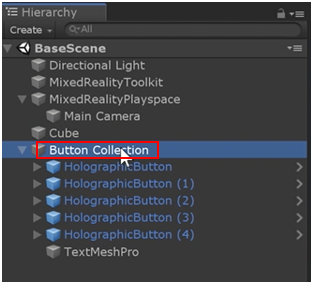 Hierarchy
Create All
BaseScene
Directional Light
MixedRealityToolkit
MixedRealityPlayspace
Main Camera
Cube
Button Collection
HolographicButton
HolographicButton (1)
HolographicButton (2)
HolographicButton (3)
HolographicButton (4)
TextMeshPro